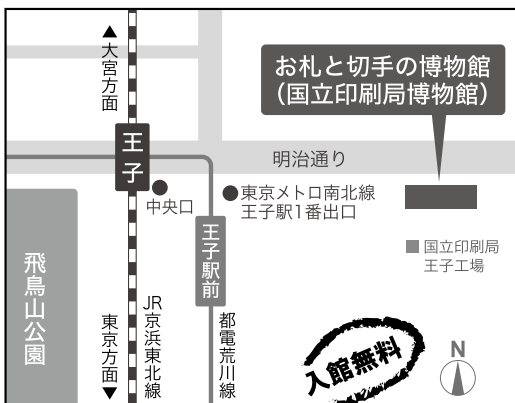 ▲大宮方面
お札と切手の博物館
（国立印刷局博物館）
王子
明治通り
中央口
東京メトロ南北線
王子駅1番出口
王子駅前
国立印刷局
王子工場
飛鳥山公園
東京方面▼
JR京浜東北線
都電荒川線
入館無料
N